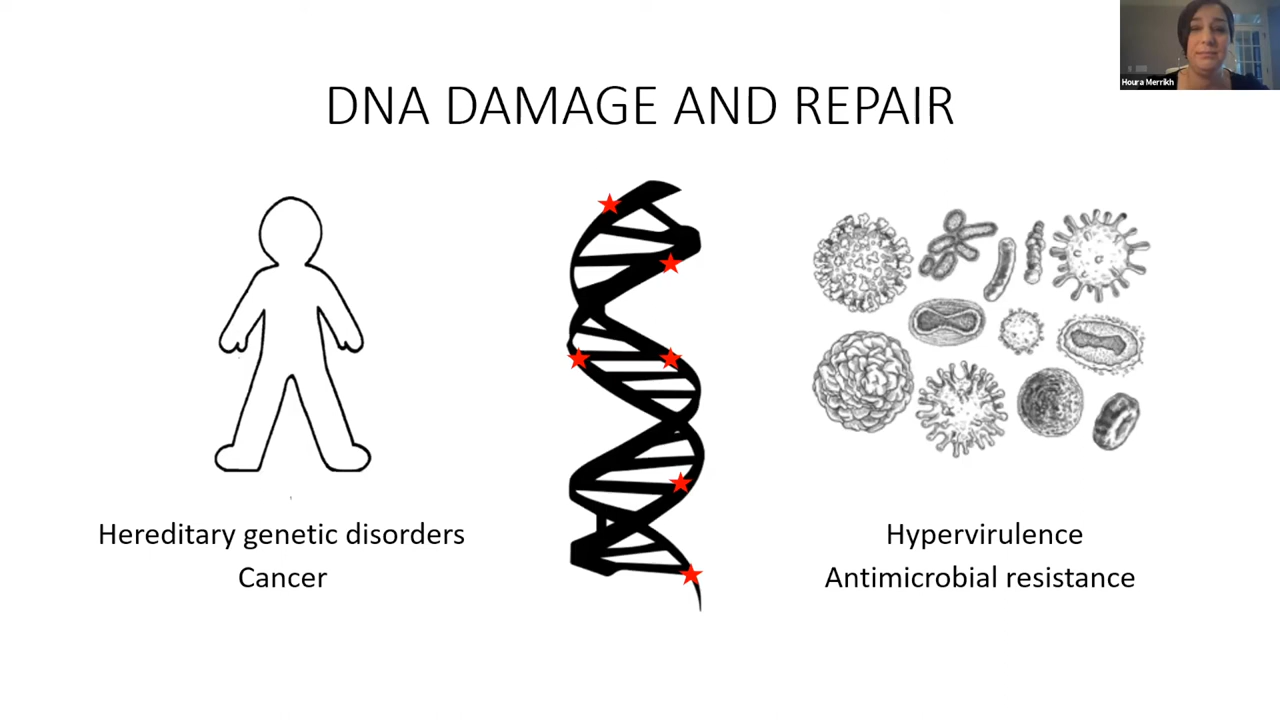 Houra Merrikh
DNA DAMAGE AND REPAIR
Hereditary genetic disorders
Cancer
Hypervirulence
Antimicrobial resistance